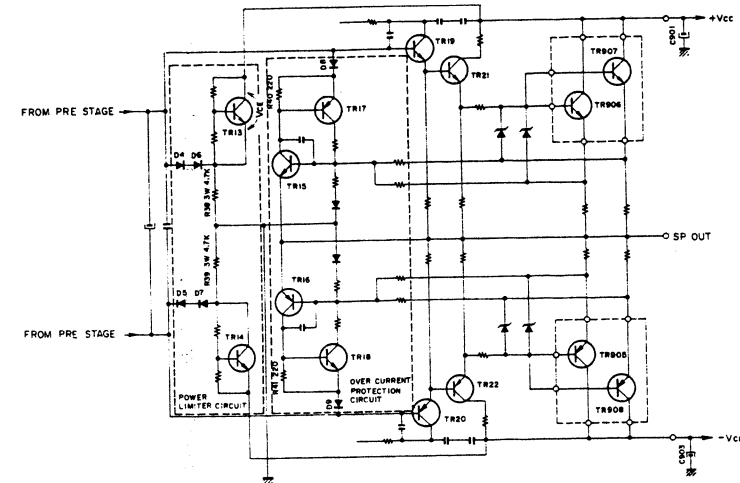 TR19
+Vcc
C901
TR21
TR907
D8
R40 220
TR17
TR906
FROM PRE STAGE
TR13
VCE
D4 D6
R38 3W 4.7K
TR15
SP OUT
R39 3W 4.7K
D5 D7
TR16
FROM PRE STAGE
TR14
R41 220
TR18
TR905
TR22
TR908
POWER
LIMITER CIRCUIT
OVER CURRENT
PROTECTION
CIRCUIT
D9
TR20
-Vcc
C903